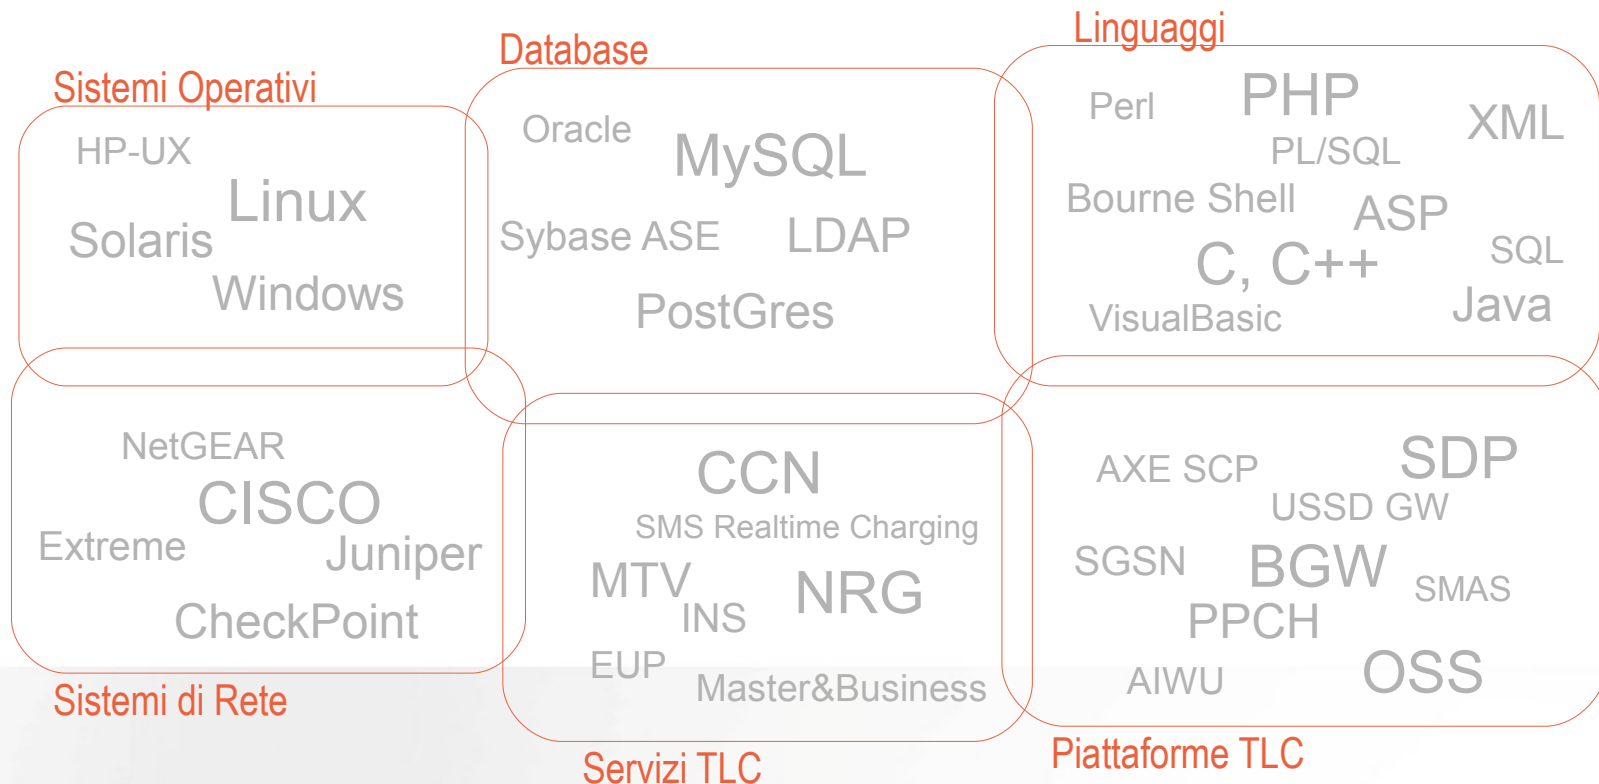 Sistemi Operativi
HP-UX
Linux
Solaris
Windows
Database
Oracle
MySQL
Sybase ASE
LDAP
PostGres
Linguaggi
Perl
PHP
XML
PL/SQL
Bourne Shell
ASP
C, C++
SQL
VisualBasic
Java
NetGEAR
CISCO
Extreme
Juniper
CheckPoint
Sistemi di Rete
CCN
SMS Realtime Charging
MTV
NRG
INS
EUP
Master&Business
Servizi TLC
SDP
AXE SCP
USSD GW
SGSN
BGW
SMAS
PPCH
AIWU
OSS
Piattaforme TLC